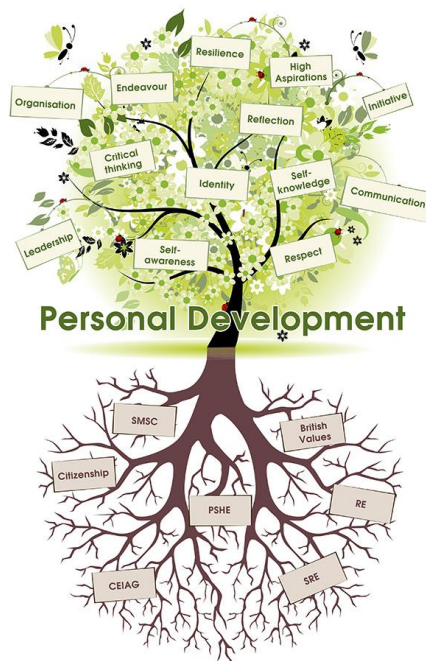 Resilience
High
Aspirations
Endeavour
Organisation
Initiative
Reflection
Critical
thinking
Identity
Self-
knowledge
Communication
Leadership
Self-
awareness
Respect
Personal Development
SMSC
British
Values
Citizenship
RE
PSHE
CEIAG
SRE